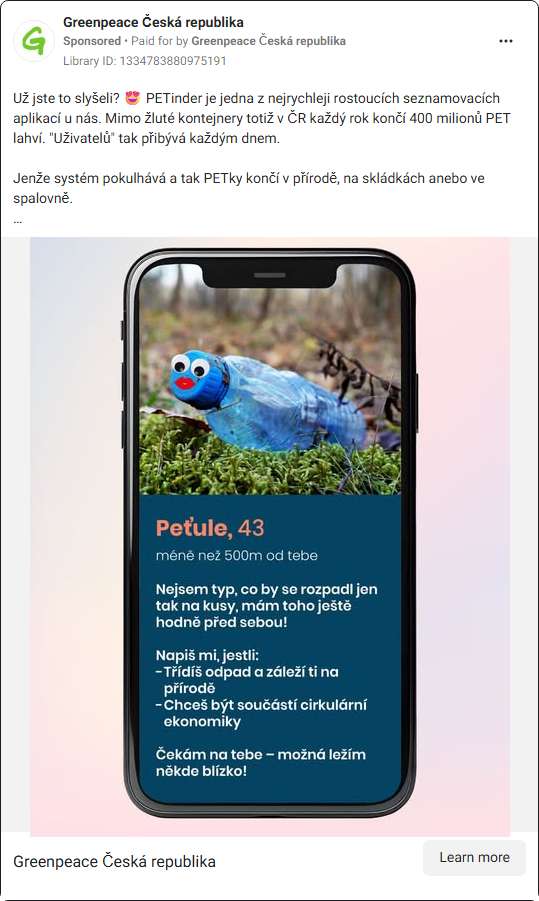 Greenpeace Česká republika
Sponsored • Paid for by Greenpeace Česká republika
Library ID: 1334783880975191
Už jste to slyšeli? 😍 PETinder je jedna z nejrychleji rostoucích seznamovacích
aplikací u nás. Mimo žluté kontejnery totiž v ČR každý rok končí 400 milionů PET
lahví. "Uživatelů" tak přibývá každým dnem.
Jenže systém pokulhává a tak PETky končí v přírodě, na skládkách anebo ve
spalovně.
...
Peťule, 43
méně než 500m od tebe
Nejsem typ, co by se rozpadl jen
tak na kusy, mám toho ještě
hodně před sebou!
Napiš mi, jestli:
-Třídíš odpad a záleží ti na
přírodě
-Chceš být součástí cirkulární
ekonomiky
Čekám na tebe – možná ležím
někde blízko!
Greenpeace Česká republika
Learn more